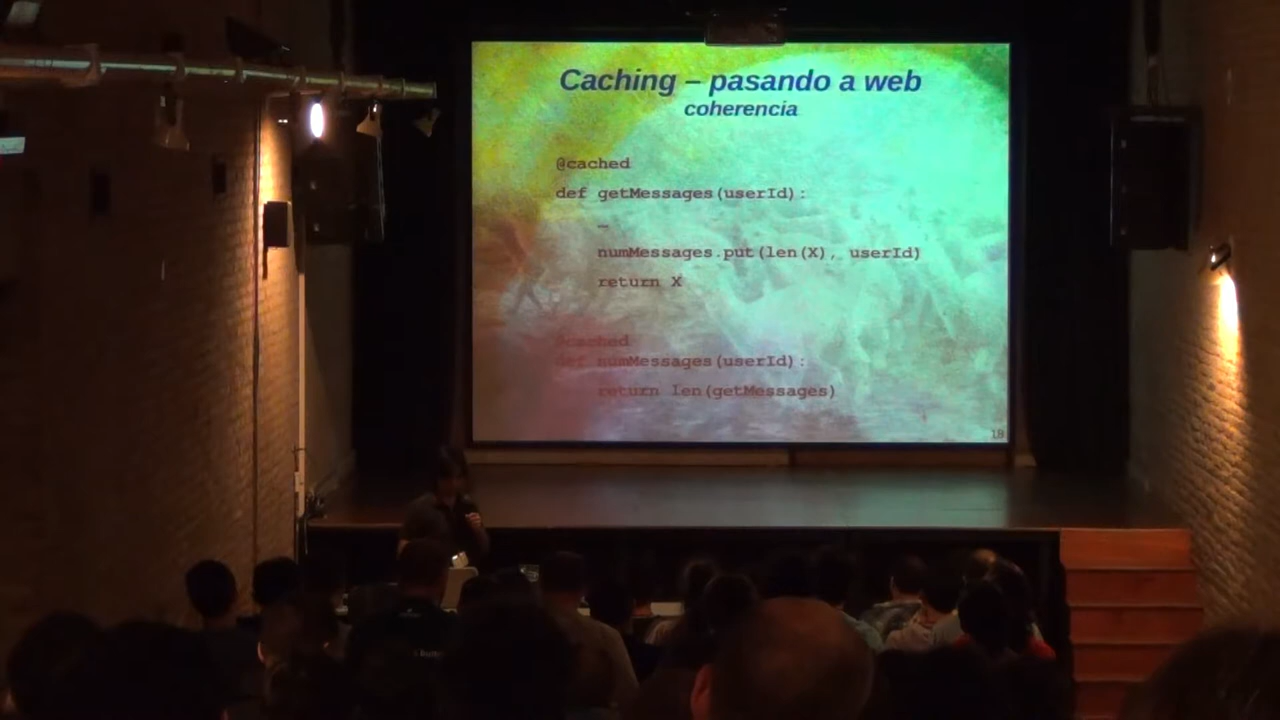 Caching – pasando a web
coherencia
@cached
def getMessages(userId):
…
numMessages.put(len(X), userId)
return X
@cached
def numMessages(userId):
return len(getMessages)
18